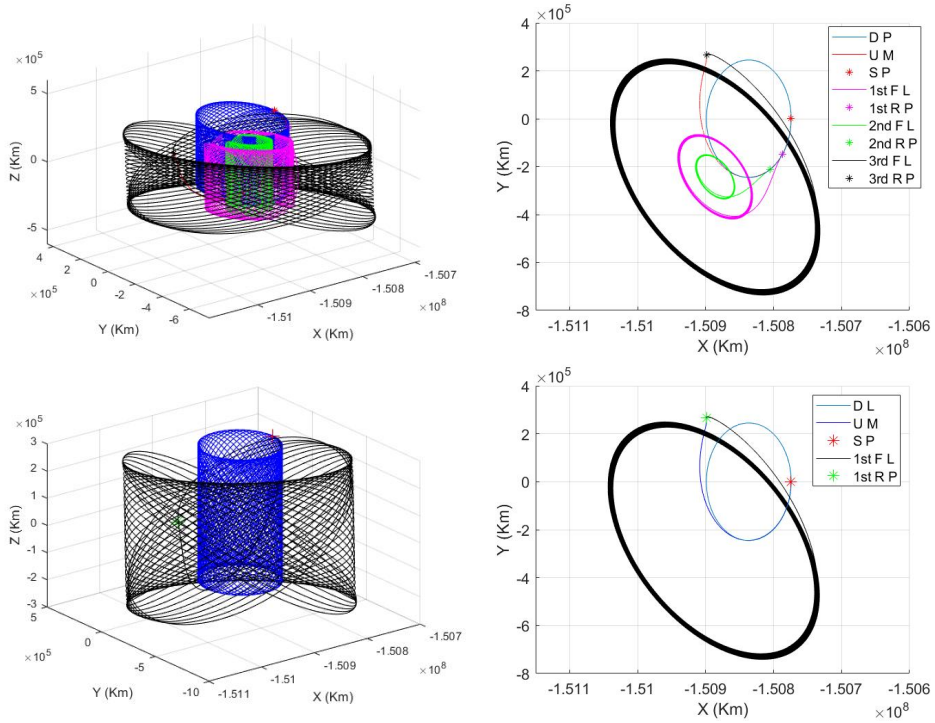 ×10⁵
5
0
-5
Z (Km)
4
2
0
-2
-4
-6
×10⁵
Y (Km)
-1.51
-1.509
-1.508
-1.507
×10⁸
X (Km)
×10⁵
4
2
0
-2
-4
-6
-8
Y (Km)
-1.511
-1.51
-1.509
-1.508
-1.507
-1.506
X (Km)
×10⁸
D P
U M
S P
1st F L
1st R P
2nd F L
2nd R P
3rd F L
3rd R P
×10⁵
3
2
1
0
-1
-2
-3
Z (Km)
5
0
-5
-10
×10⁵
Y (Km)
-1.511
-1.51
-1.509
-1.508
-1.507
×10⁸
X (Km)
×10⁵
4
2
0
-2
-4
-6
-8
Y (Km)
-1.511
-1.51
-1.509
-1.508
-1.507
-1.506
X (Km)
×10⁸
D L
U M
S P
1st F L
1st R P